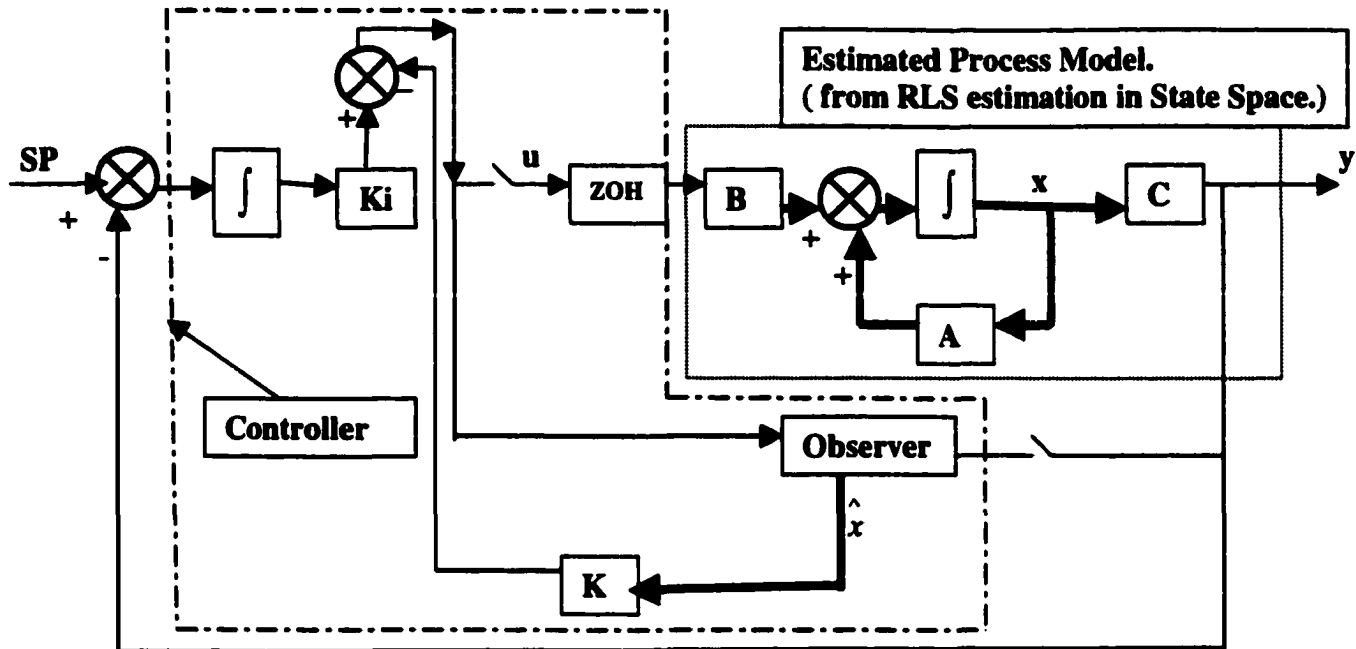 Estimated Process Model.
( from RLS estimation in State Space.)
SP
+
-
∫
Ki
+
−
u
ZOH
B
+
+
∫
x
C
y
A
Controller
Observer
x̂
K